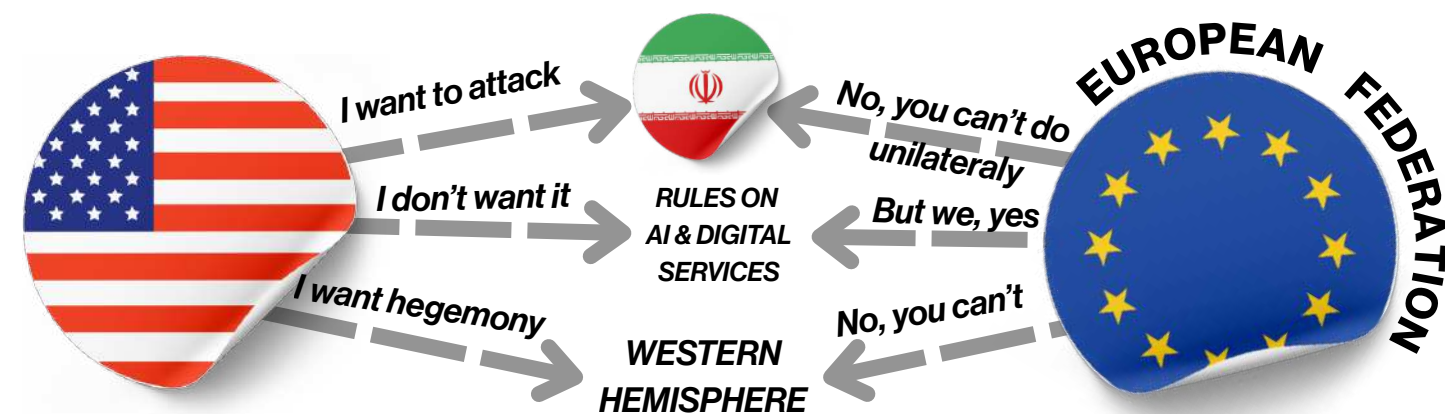 I want to attack
No, you can't do
unilateraly
I don't want it
RULES ON
AI & DIGITAL
SERVICES
But we, yes
I want hegemony
WESTERN
HEMISPHERE
No, you can't
EUROPEAN FEDERATION